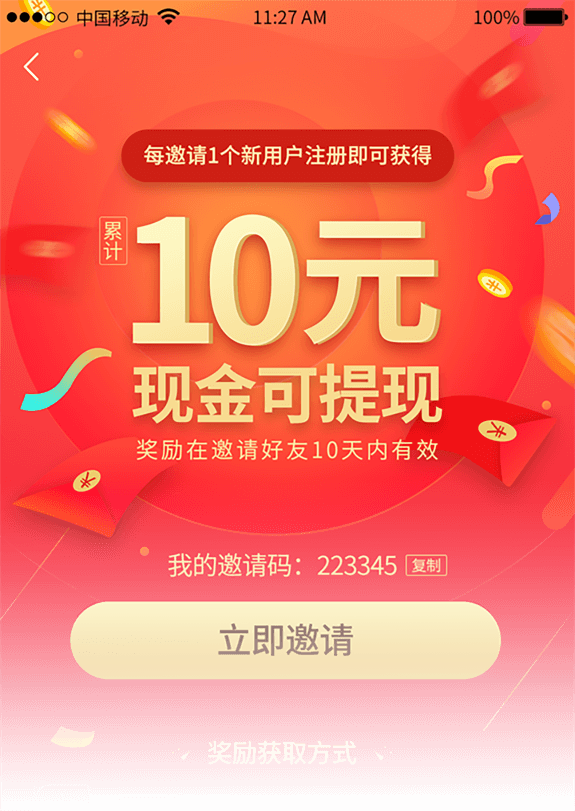 中国移动 11:27 AM 100%
每邀请1个新用户注册即可获得
累计
10元
现金可提现
奖励在邀请好友10天内有效
我的邀请码：223345 复制
立即邀请
奖励获取方式